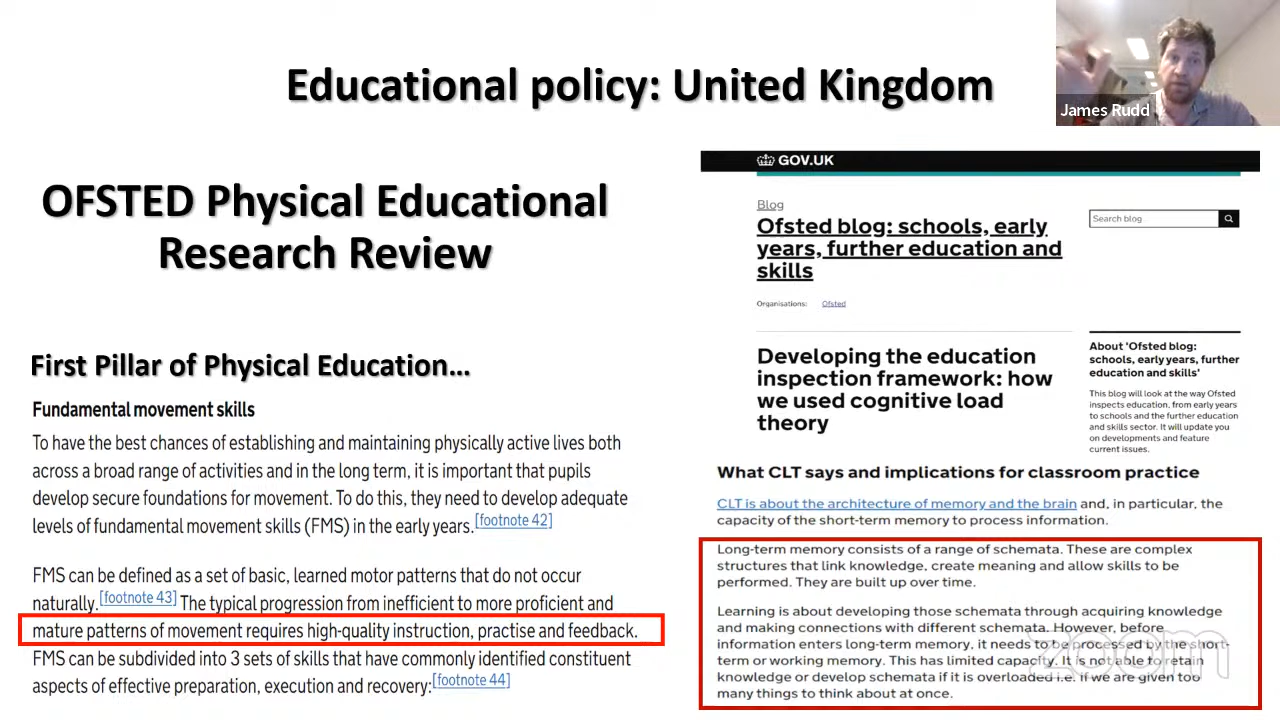 Educational policy: United Kingdom
James Rudd
OFSTED Physical Educational
Research Review
First Pillar of Physical Education...
Fundamental movement skills
To have the best chances of establishing and maintaining physically active lives both
across a broad range of activities and in the long term, it is important that pupils
develop secure foundations for movement. To do this, they need to develop adequate
levels of fundamental movement skills (FMS) in the early years.[footnote 42]
FMS can be defined as a set of basic, learned motor patterns that do not occur
naturally.[footnote 43] The typical progression from inefficient to more proficient and
mature patterns of movement requires high-quality instruction, practise and feedback.
FMS can be subdivided into 3 sets of skills that have commonly identified constituent
aspects of effective preparation, execution and recovery:[footnote 44]
GOV.UK
Blog
Ofsted blog: schools, early
years, further education and
skills
Search blog...
Organisations: Ofsted
Developing the education
inspection framework: how
we used cognitive load
theory
About 'Ofsted blog:
schools, early years, further
education and skills'
This blog will look at the way Ofsted
inspects education, from early years
to schools and the further education
and skills sector. It will update you
on developments and feature
current issues.
What CLT says and implications for classroom practice
CLT is about the architecture of memory and the brain and, in particular, the
capacity of the short-term memory to process information.
Long-term memory consists of a range of schemata. These are complex
structures that link knowledge, create meaning and allow skills to be
performed. They are built up over time.
Learning is about developing those schemata through acquiring knowledge
and making connections with different schemata. However, before
information enters long-term memory, it needs to be processed by the short-
term or working memory. This has limited capacity. It is not able to retain
knowledge or develop schemata if it is overloaded i.e. if we are given too
many things to think about at once.
zoom